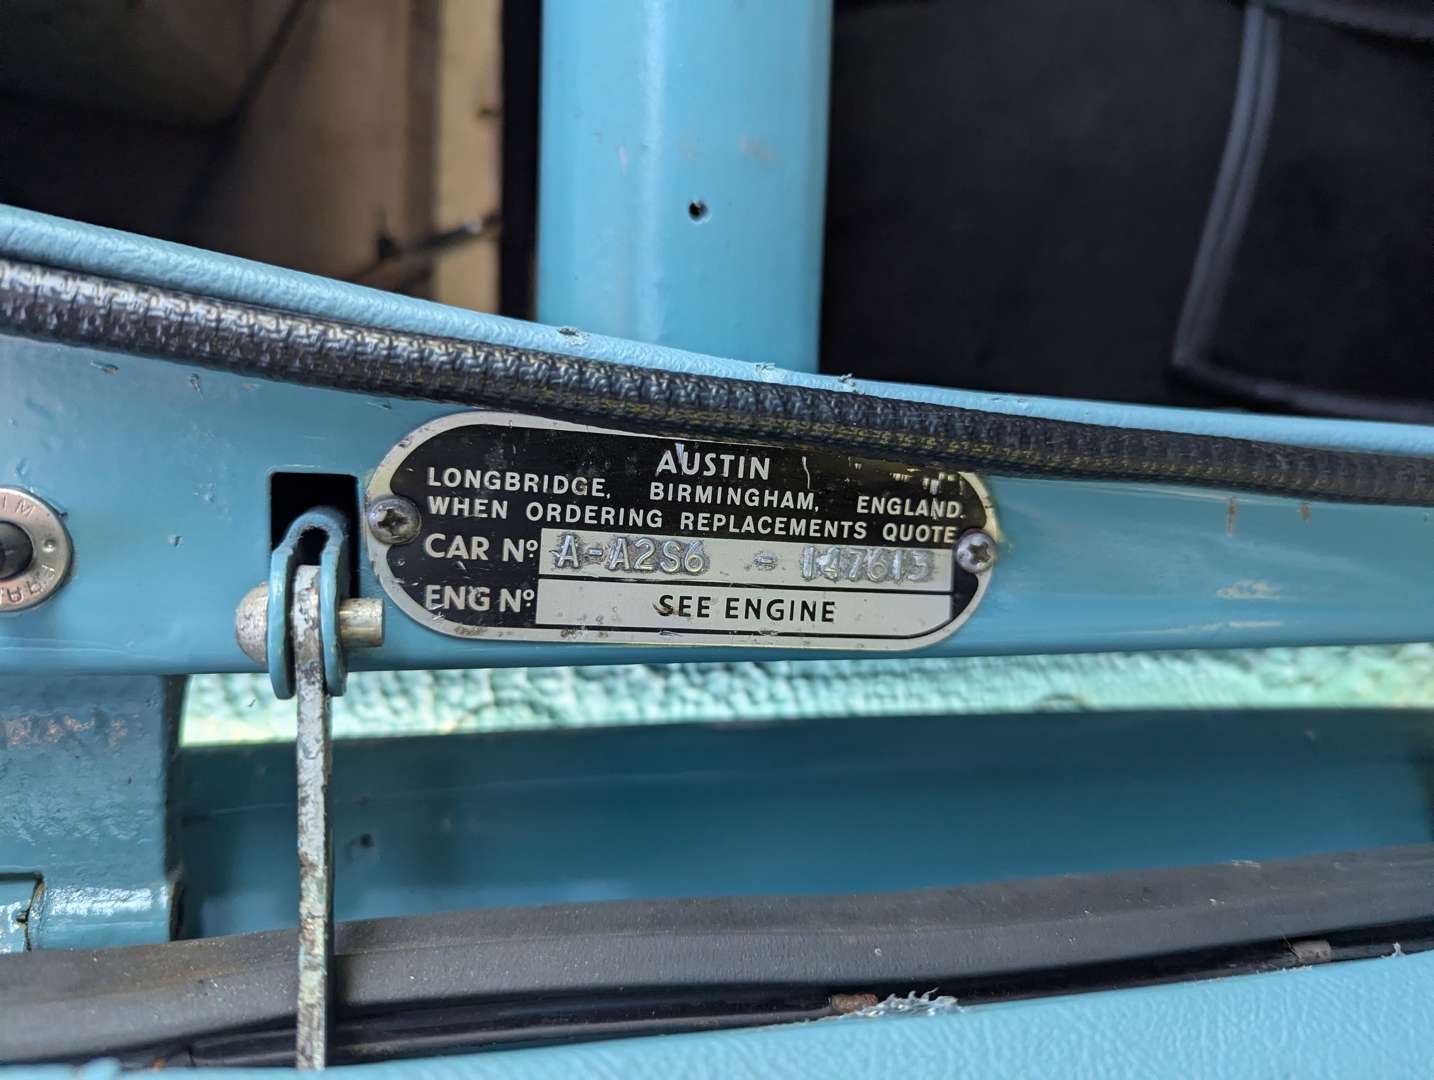 AUSTIN
LONGBRIDGE, BIRMINGHAM, ENGLAND.
WHEN ORDERING REPLACEMENTS QUOTE
CAR Nº A-A2S6 = 147613
ENG Nº SEE ENGINE